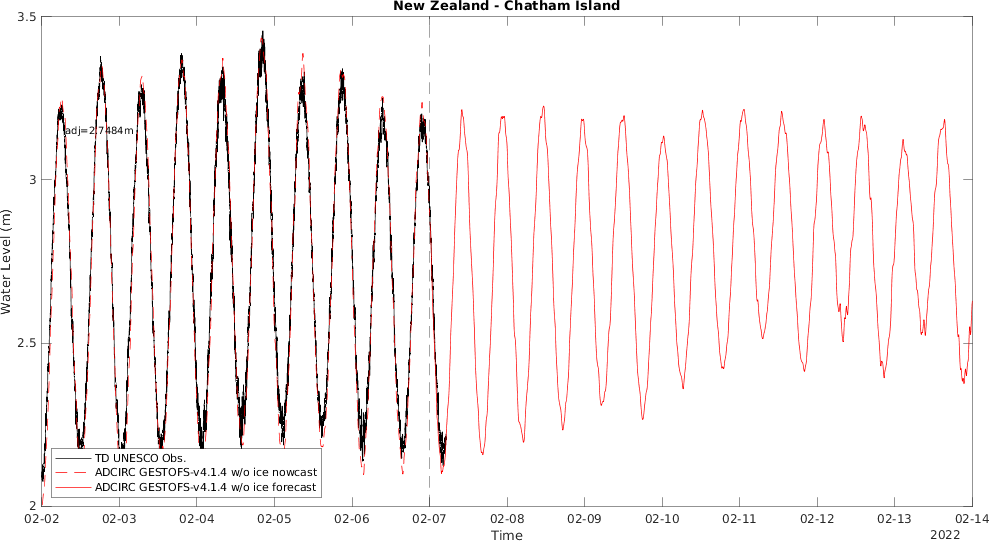 New Zealand - Chatham Island
3.5
3
2.5
2
Water Level (m)
adj=2.7484m
TD UNESCO Obs.
ADCIRC GESTOFS-v4.1.4 w/o ice nowcast
ADCIRC GESTOFS-v4.1.4 w/o ice forecast
02-02 02-03 02-04 02-05 02-06 02-07 02-08 02-09 02-10 02-11 02-12 02-13 02-14
Time
2022